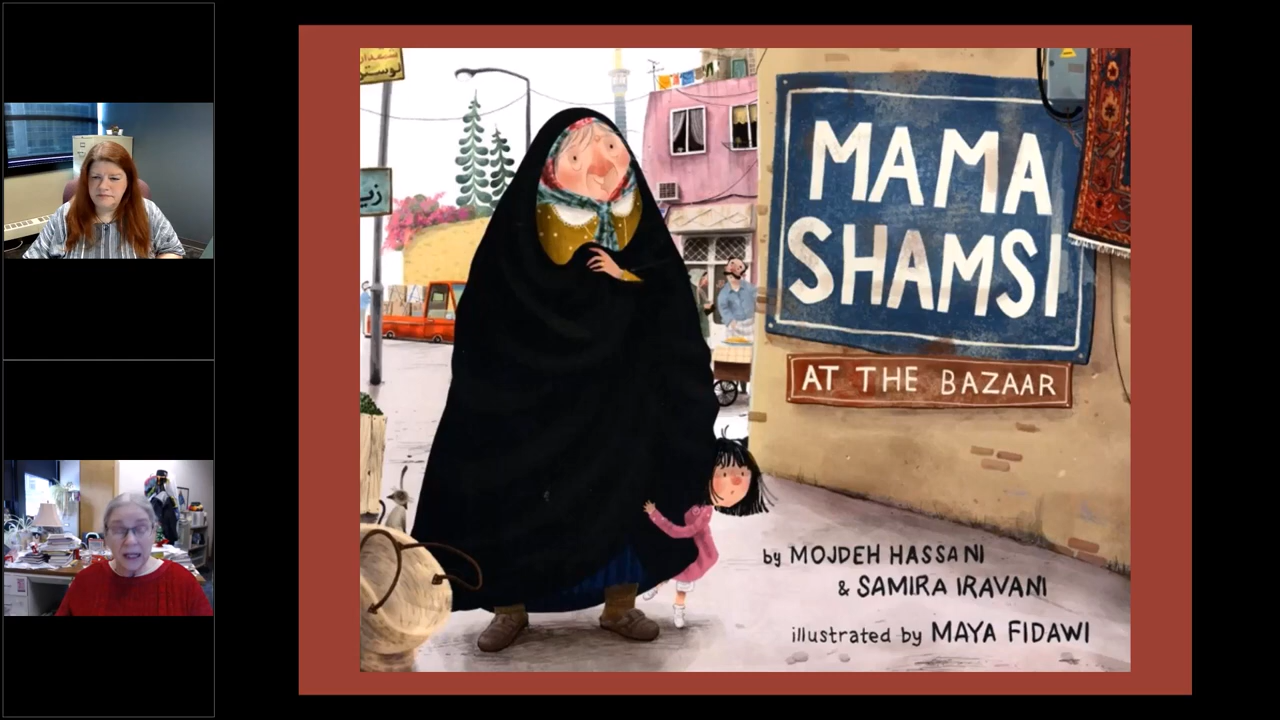 MAMA
SHAMSI
AT THE BAZAAR
by MOJDEH HASSANI
& SAMIRA IRAVANI
illustrated by MAYA FIDAWI